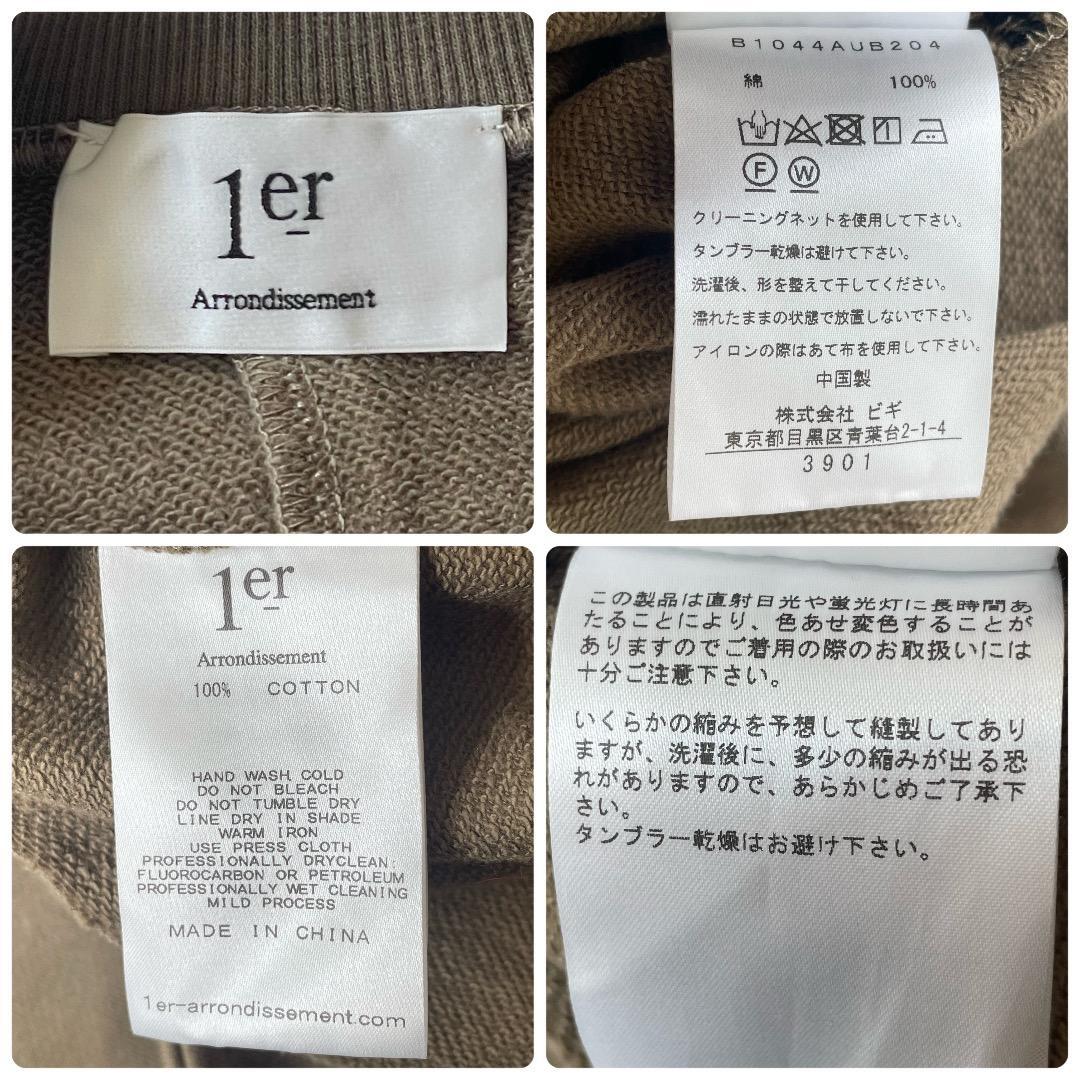 1er
Arrondissement
B1044AUB204
綿 100%
F W
クリーニングネットを使用して下さい。
タンブラー乾燥は避けて下さい。
洗濯後、形を整えて干してください。
濡れたままの状態で放置しないで下さい。
アイロンの際はあて布を使用して下さい。
中国製
株式会社 ビギ
東京都目黒区青葉台2-1-4
3901
1er
Arrondissement
100% COTTON
HAND WASH COLD
DO NOT BLEACH
DO NOT TUMBLE DRY
LINE DRY IN SHADE
WARM IRON
USE PRESS CLOTH
PROFESSIONALLY DRYCLEAN:
FLUOROCARBON OR PETROLEUM
PROFESSIONALLY WET CLEANING
MILD PROCESS
MADE IN CHINA
1er-arrondissement.com
この製品は直射日光や蛍光灯に長時間あ
たることにより、色あせ変色することが
ありますのでご着用の際のお取扱いには
十分ご注意下さい。
いくらかの縮みを予想して縫製してあり
ますが、洗濯後に、多少の縮みが出る恐
れがありますので、あらかじめご了承下
さい。
タンブラー乾燥はお避け下さい。